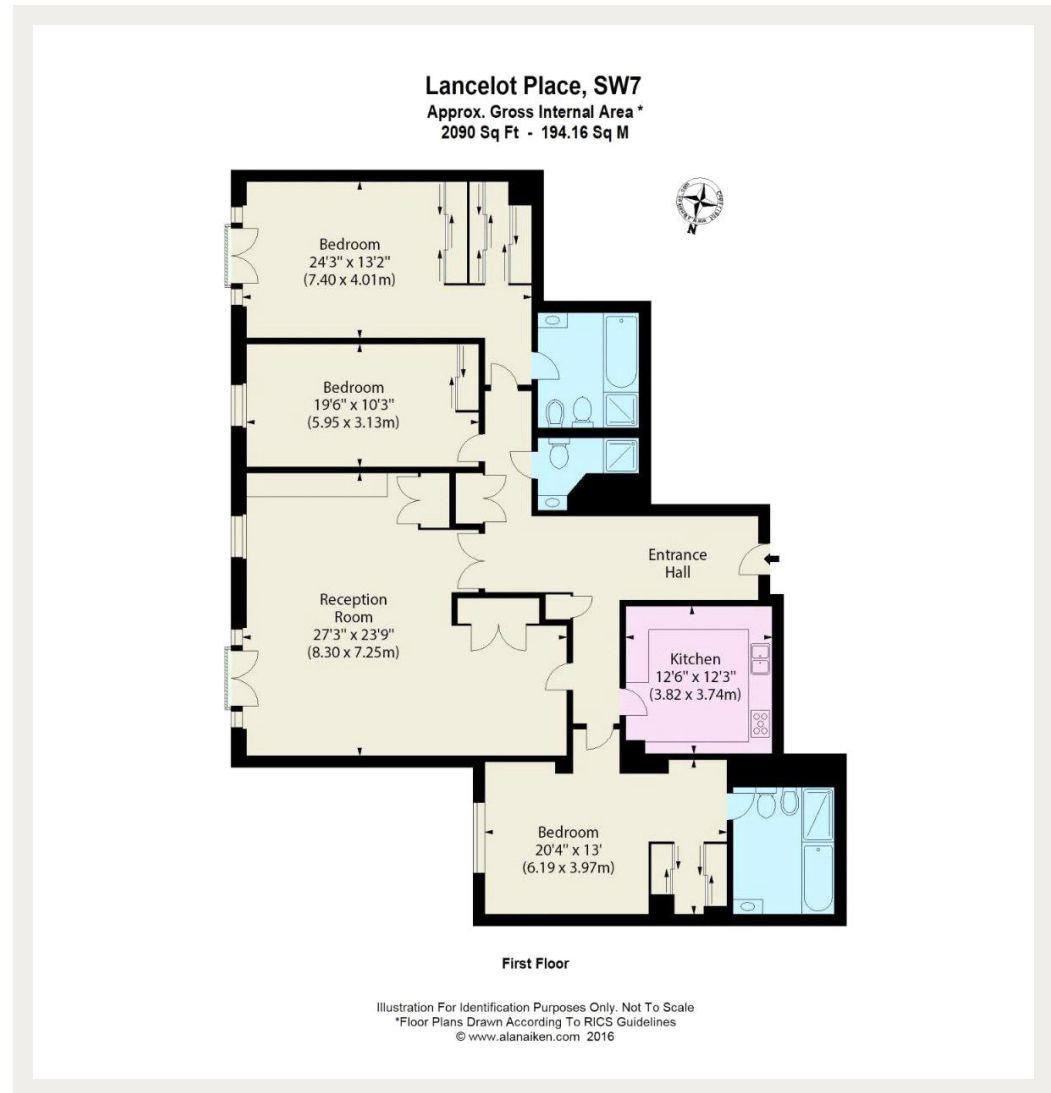 Lancelot Place, SW7
Approx. Gross Internal Area *
2090 Sq Ft - 194.16 Sq M
N
Bedroom
24'3" x 13'2"
(7.40 x 4.01m)
Bedroom
19'6" x 10'3"
(5.95 x 3.13m)
Entrance
Hall
Reception
Room
27'3" x 23'9"
(8.30 x 7.25m)
Kitchen
12'6" x 12'3"
(3.82 x 3.74m)
Bedroom
20'4" x 13'
(6.19 x 3.97m)
First Floor
Illustration For Identification Purposes Only. Not To Scale
*Floor Plans Drawn According To RICS Guidelines
© www.alanaiken.com 2016